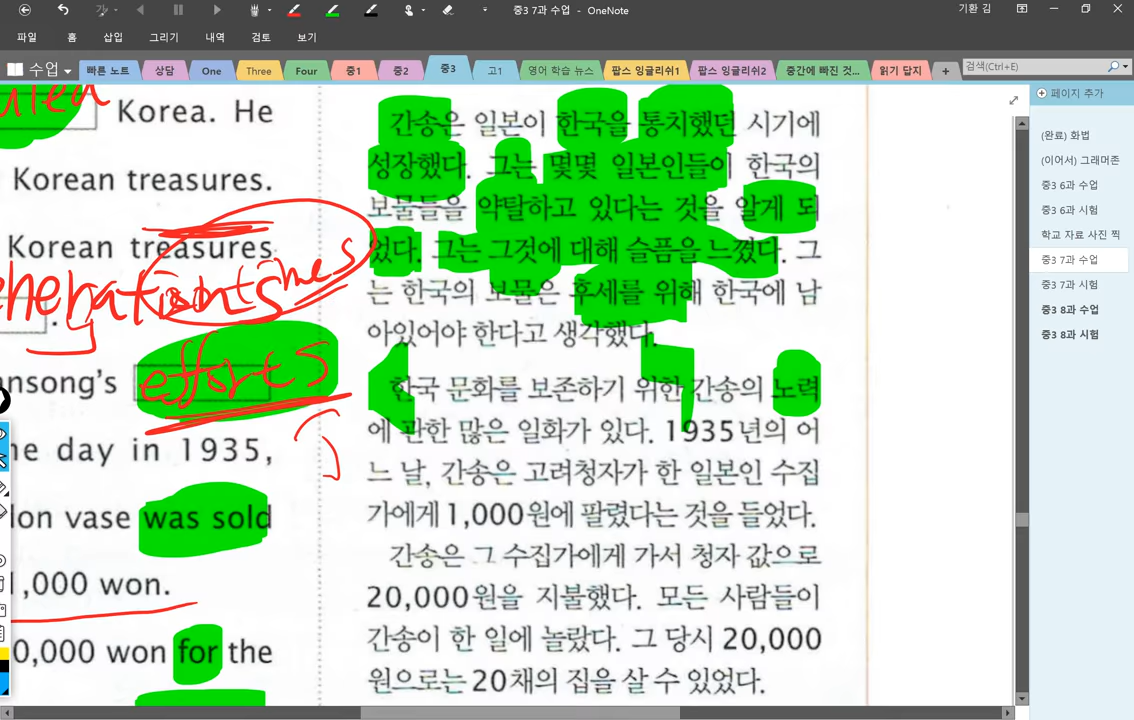 중3 7과 수업 - OneNote
기환 김
파일 홈 삽입 그리기 내역 검토 보기
수업 빠른 노트 상담 One Three Four 중1 중2 중3 고1 영어 학습 뉴스 팝스 잉글리쉬1 팝스 잉글리쉬2 중간에 빠진 것... 읽기 답지 + 검색(Ctrl+E)
페이지 추가
(완료) 화법
(이어서) 그래머존
중3 6과 수업
중3 6과 시험
학교 자료 사진 찍
중3 7과 수업
중3 7과 시험
중3 8과 수업
중3 8과 시험
Korea. He
Korean treasures.
Korean treasures
ansong's efforts
ne day in 1935,
don vase was sold
1,000 won.
0,000 won for the
간송은 일본이 한국을 통치했던 시기에
성장했다. 그는 몇몇 일본인들이 한국의
보물들을 약탈하고 있다는 것을 알게 되
었다. 그는 그것에 대해 슬픔을 느꼈다. 그
는 한국의 보물은 후세를 위해 한국에 남
아있어야 한다고 생각했다.
한국 문화를 보존하기 위한 간송의 노력
에 관한 많은 일화가 있다. 1935년의 어
느 날, 간송은 고려청자가 한 일본인 수집
가에게 1,000원에 팔렸다는 것을 들었다.
간송은 그 수집가에게 가서 청자 값으로
20,000원을 지불했다. 모든 사람들이
간송이 한 일에 놀랐다. 그 당시 20,000
원으로는 20채의 집을 살 수 있었다.